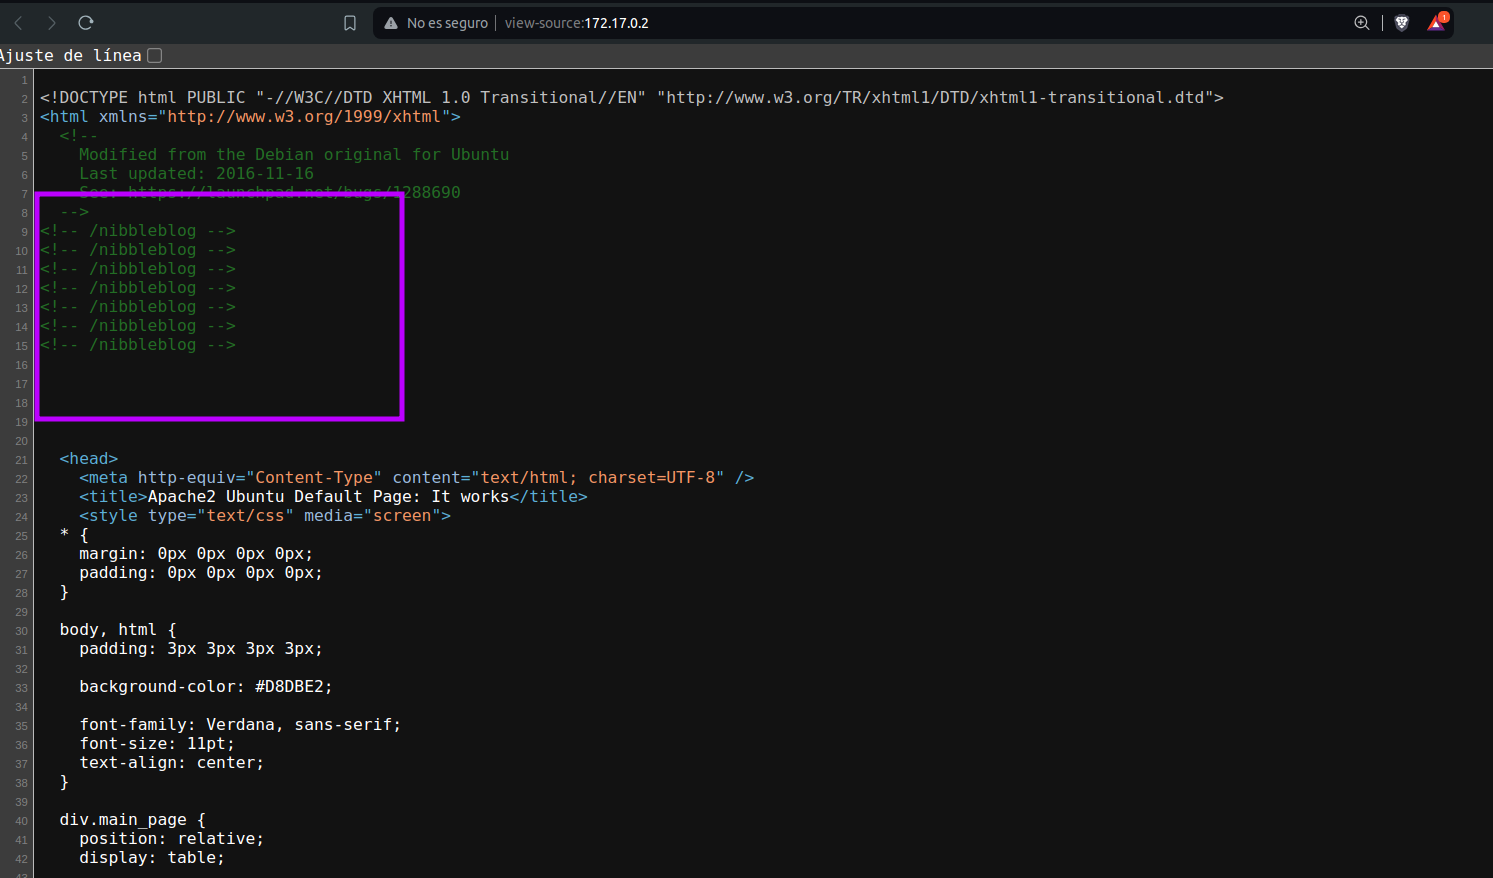 No es seguro view-source:172.17.0.2
1
Ajuste de línea
1
2 <!DOCTYPE html PUBLIC "-//W3C//DTD XHTML 1.0 Transitional//EN" "http://www.w3.org/TR/xhtml1/DTD/xhtml1-transitional.dtd">
3 <html xmlns="http://www.w3.org/1999/xhtml">
4 <!--
5 Modified from the Debian original for Ubuntu
6 Last updated: 2016-11-16
7 See: https://launchpad.net/bugs/1288690
8 -->
9 <!-- /nibbleblog -->
10 <!-- /nibbleblog -->
11 <!-- /nibbleblog -->
12 <!-- /nibbleblog -->
13 <!-- /nibbleblog -->
14 <!-- /nibbleblog -->
15 <!-- /nibbleblog -->
16
17
18
19
20
21 <head>
22 <meta http-equiv="Content-Type" content="text/html; charset=UTF-8" />
23 <title>Apache2 Ubuntu Default Page: It works</title>
24 <style type="text/css" media="screen">
25 * {
26 margin: 0px 0px 0px 0px;
27 padding: 0px 0px 0px 0px;
28 }
29
30 body, html {
31 padding: 3px 3px 3px 3px;
32
33 background-color: #D8DBE2;
34
35 font-family: Verdana, sans-serif;
36 font-size: 11pt;
37 text-align: center;
38 }
39
40 div.main_page {
41 position: relative;
42 display: table;
43